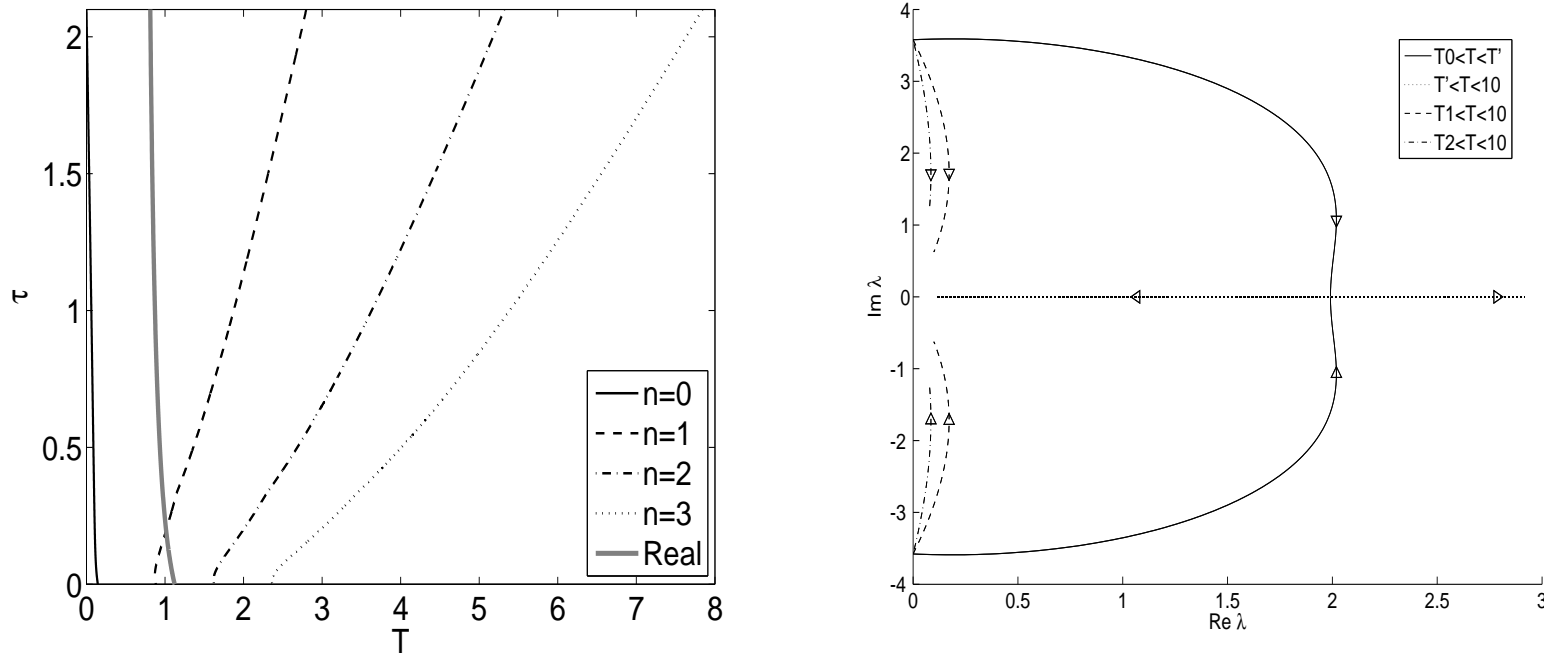 2
1.5
1
0.5
0
τ
0 1 2 3 4 5 6 7 8
T
n=0
n=1
n=2
n=3
Real
4
3
2
1
0
-1
-2
-3
-4
Im λ
0 0.5 1 1.5 2 2.5 3
Re λ
T0<T<T'
T'<T<10
T1<T<10
T2<T<10